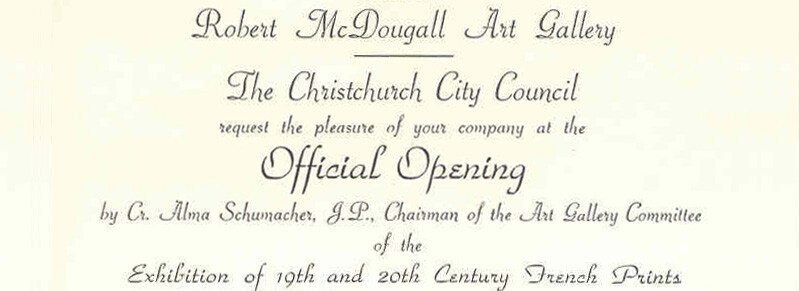 Robert McDougall Art Gallery
The Christchurch City Council
request the pleasure of your company at the
Official Opening
by Cr. Alma Schumacher, J.P., Chairman of the Art Gallery Committee
of the
Exhibition of 19th and 20th Century French Prints